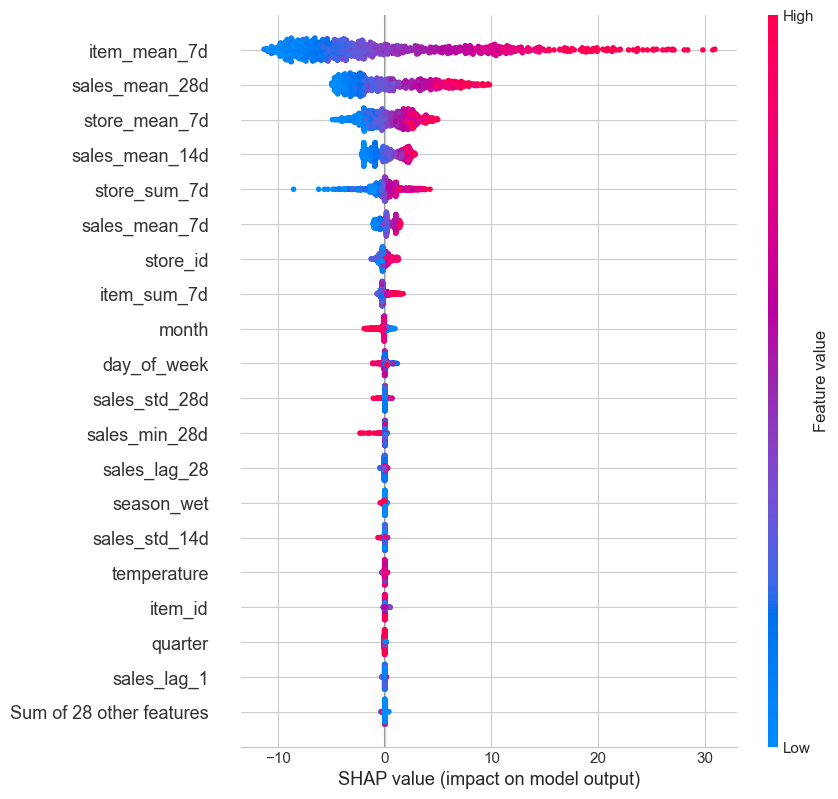 High
item_mean_7d
sales_mean_28d
store_mean_7d
sales_mean_14d
store_sum_7d
sales_mean_7d
store_id
item_sum_7d
month
day_of_week
sales_std_28d
sales_min_28d
sales_lag_28
season_wet
sales_std_14d
temperature
item_id
quarter
sales_lag_1
Sum of 28 other features
Feature value
Low
−10 0 10 20 30
SHAP value (impact on model output)